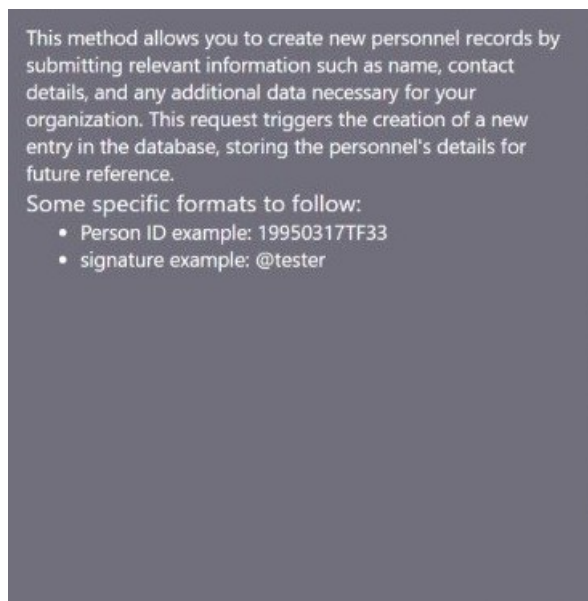 This method allows you to create new personnel records by
submitting relevant information such as name, contact
details, and any additional data necessary for your
organization. This request triggers the creation of a new
entry in the database, storing the personnel's details for
future reference.
Some specific formats to follow:
• Person ID example: 19950317TF33
• signature example: @tester